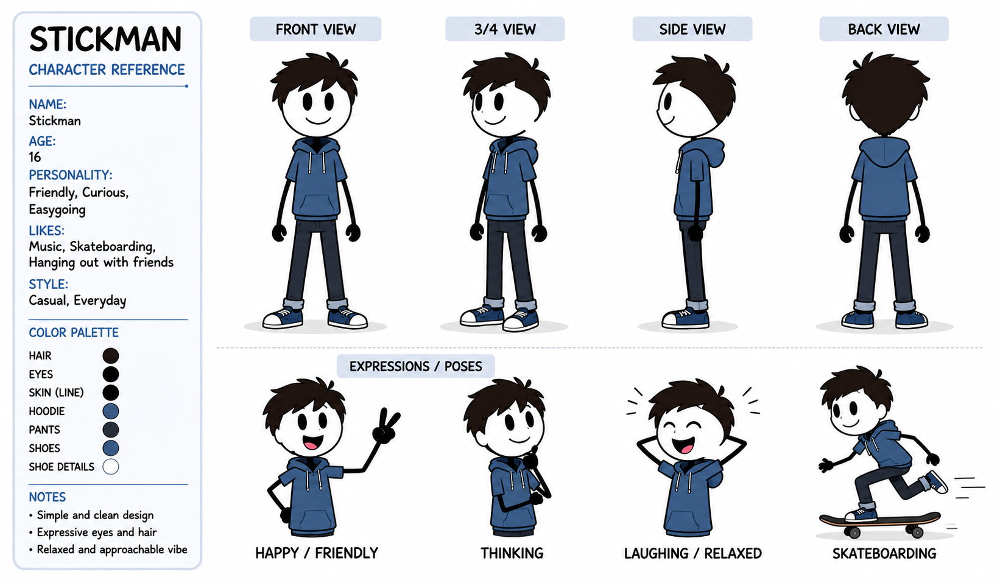 STICKMAN
CHARACTER REFERENCE
NAME:
Stickman
AGE:
16
PERSONALITY:
Friendly, Curious,
Easygoing
LIKES:
Music, Skateboarding,
Hanging out with friends
STYLE:
Casual, Everyday
COLOR PALETTE
HAIR
EYES
SKIN (LINE)
HOODIE
PANTS
SHOES
SHOE DETAILS
NOTES
• Simple and clean design
• Expressive eyes and hair
• Relaxed and approachable vibe
FRONT VIEW
3/4 VIEW
SIDE VIEW
BACK VIEW
EXPRESSIONS / POSES
HAPPY / FRIENDLY
THINKING
LAUGHING / RELAXED
SKATEBOARDING